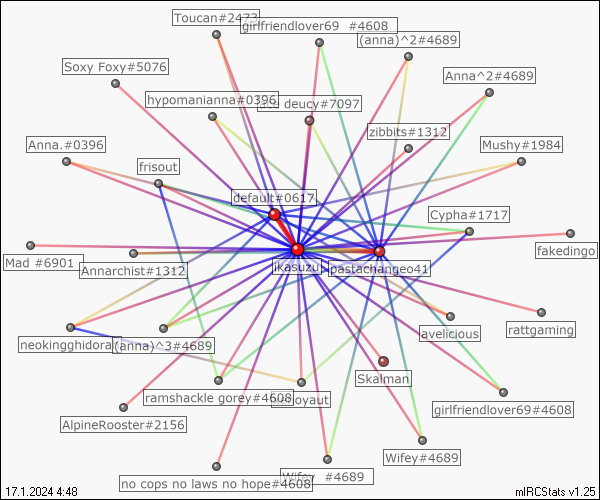 Toucan#2473
girlfriendlover69 #4608
(anna)^2#4689
Soxy Foxy#5076
Anna^2#4689
hypomanianna#0396
deucy#7097
zibbits#1312
Anna.#0396
Mushy#1984
frisout
default#0617
Cypha#1717
fakedingo
Mad #6901
Annarchist#1312
jikasuzu
pastachangeo41
neokingghidora
(anna)^3#4689
avelicious
rattgaming
Skalman
ramshackle gorey#4608
girlfriendlover69#4608
AlpineRooster#2156
Wifey#4689
no cops no laws no hope#4608
Wifey #4689
17.1.2024 4:48
mIRCStats v1.25